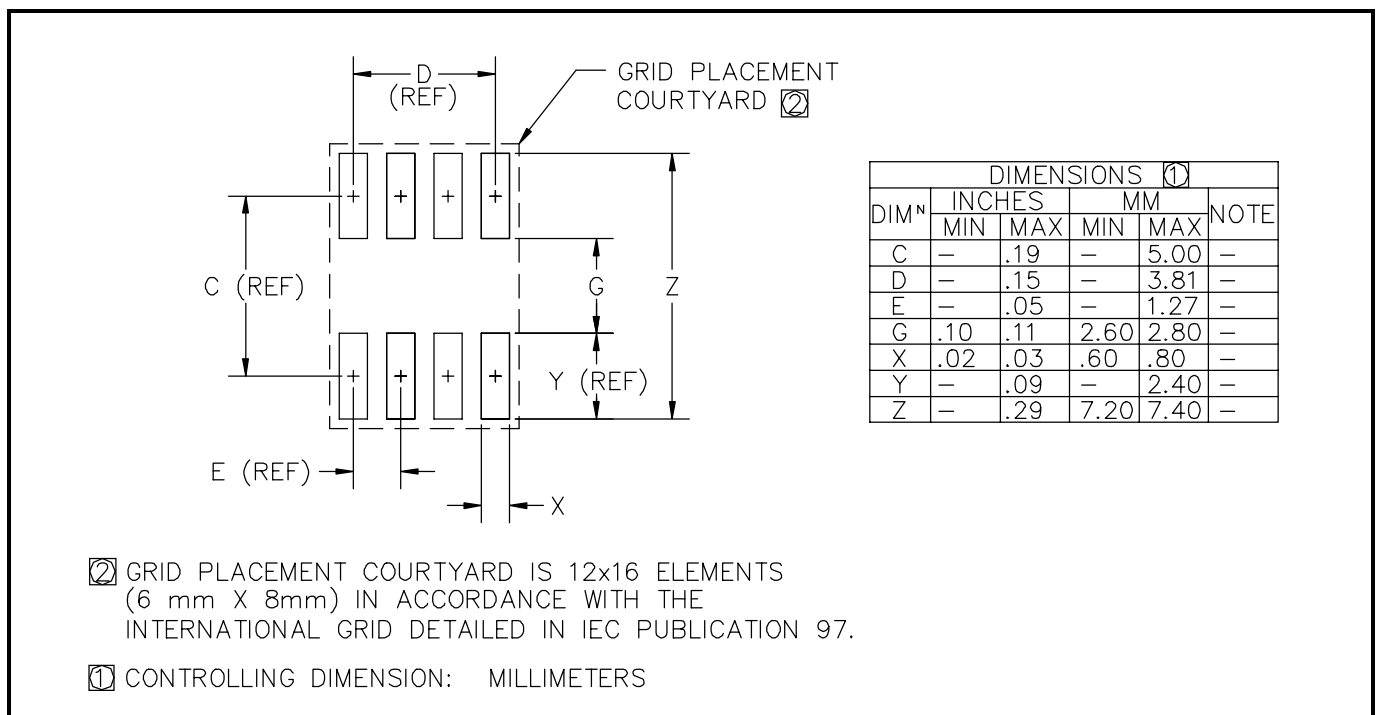 D
(REF)
GRID PLACEMENT
COURTYARD 2
C (REF)
G
Z
Y (REF)
E (REF)
X
DIMENSIONS 1
DIMᴺ INCHES MM NOTE
MIN MAX MIN MAX
C – .19 – 5.00 –
D – .15 – 3.81 –
E – .05 – 1.27 –
G .10 .11 2.60 2.80 –
X .02 .03 .60 .80 –
Y – .09 – 2.40 –
Z – .29 7.20 7.40 –
2 GRID PLACEMENT COURTYARD IS 12x16 ELEMENTS
(6 mm X 8mm) IN ACCORDANCE WITH THE
INTERNATIONAL GRID DETAILED IN IEC PUBLICATION 97.
1 CONTROLLING DIMENSION: MILLIMETERS